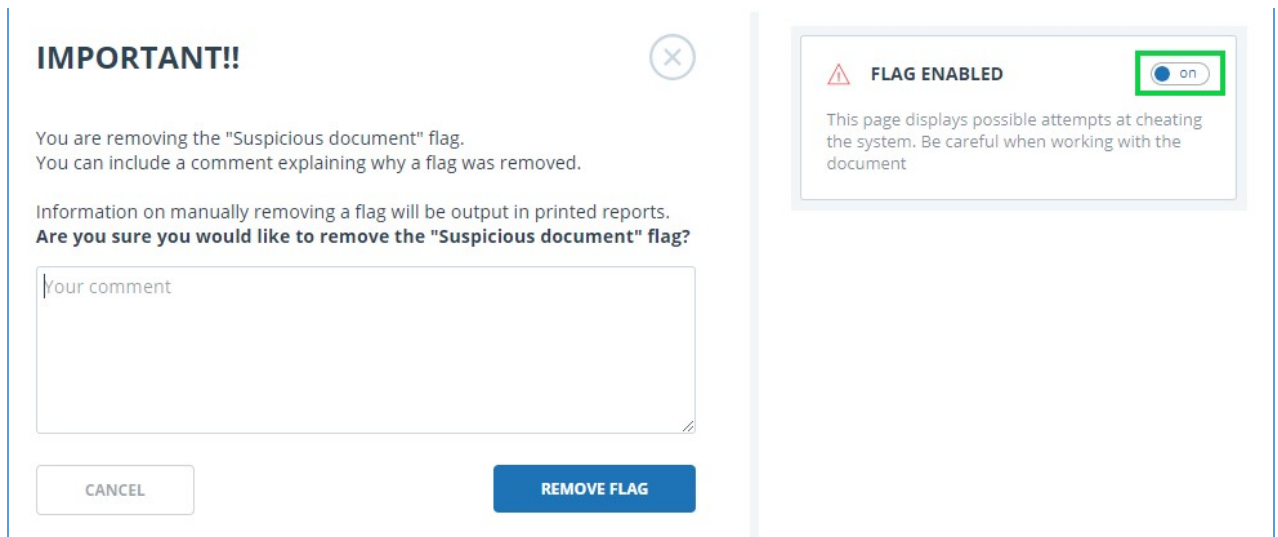 IMPORTANT!!
You are removing the "Suspicious document" flag.
You can include a comment explaining why a flag was removed.
Information on manually removing a flag will be output in printed reports.
Are you sure you would like to remove the "Suspicious document" flag?
Your comment
CANCEL
REMOVE FLAG
FLAG ENABLED
on
This page displays possible attempts at cheating
the system. Be careful when working with the
document